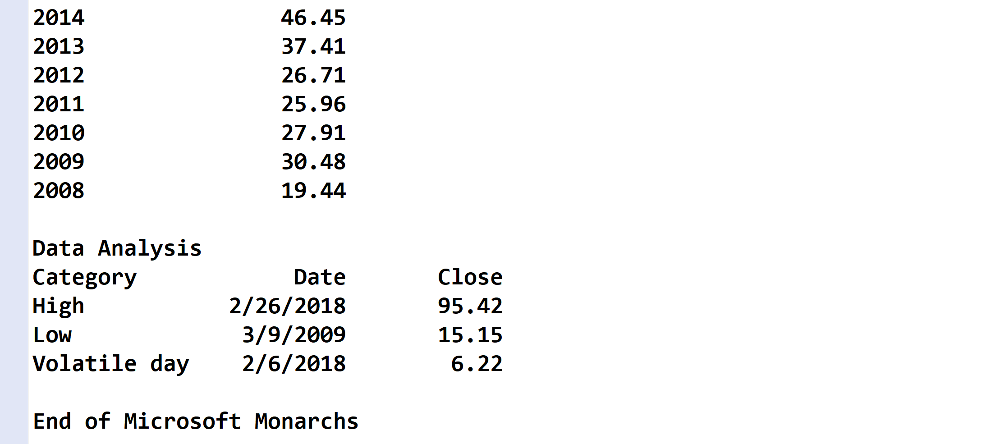 2014 46.45
2013 37.41
2012 26.71
2011 25.96
2010 27.91
2009 30.48
2008 19.44
Data Analysis
Category Date Close
High 2/26/2018 95.42
Low 3/9/2009 15.15
Volatile day 2/6/2018 6.22
End of Microsoft Monarchs